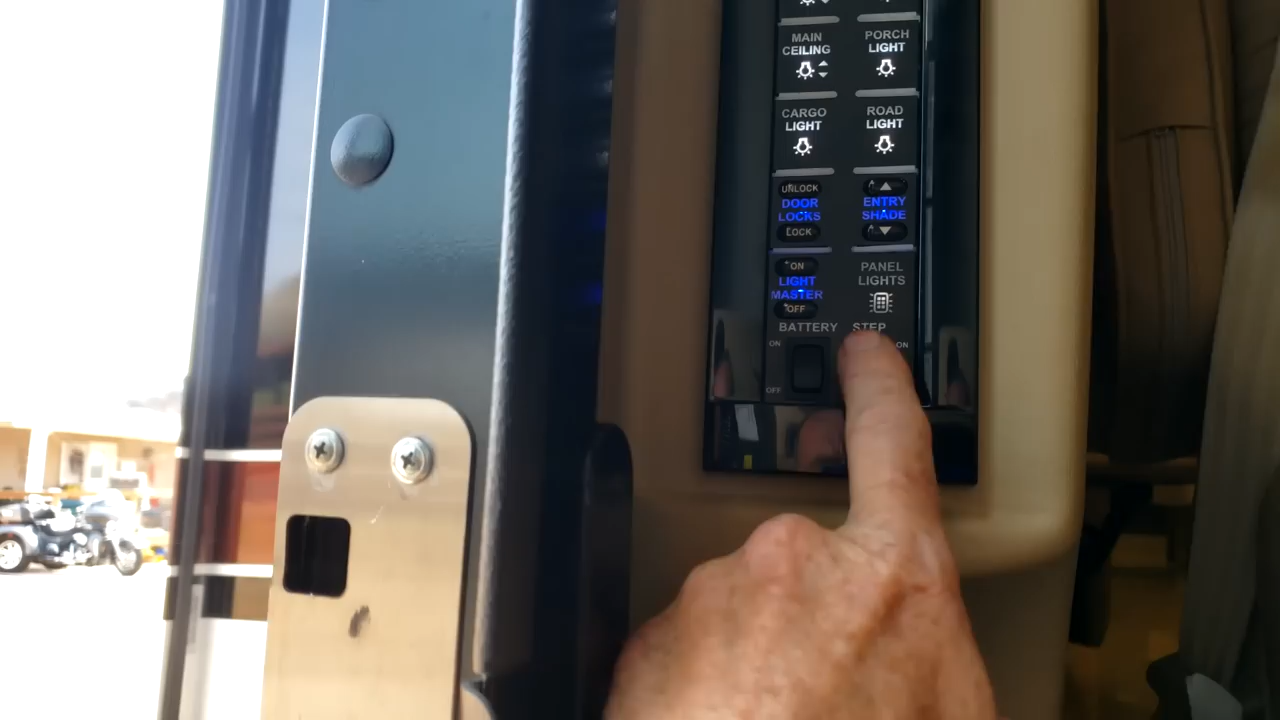 MAIN
CEILING
PORCH
LIGHT
CARGO
LIGHT
ROAD
LIGHT
UNLOCK
DOOR
LOCKS
LOCK
ENTRY
SHADE
ON
LIGHT
MASTER
OFF
PANEL
LIGHTS
BATTERY
ON
OFF
STEP
ON